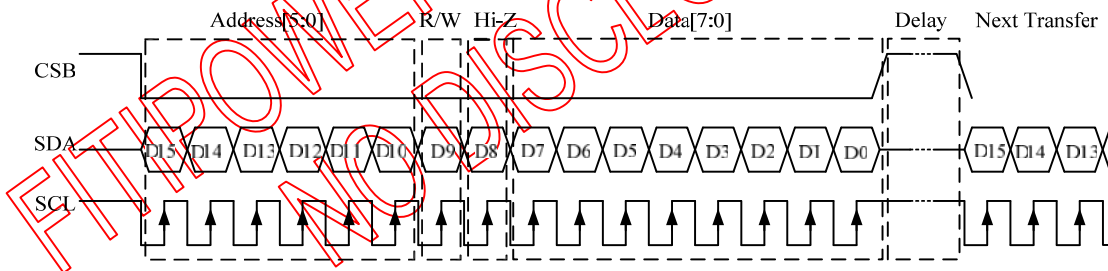 Address[5:0] R/W Hi-Z Data[7:0] Delay Next Transfer
CSB
SDA D15 D14 D13 D12 D11 D10 D9 D8 D7 D6 D5 D4 D3 D2 D1 D0 D15 D14 D13
SCL
FITIPOWER
NO DISCLO